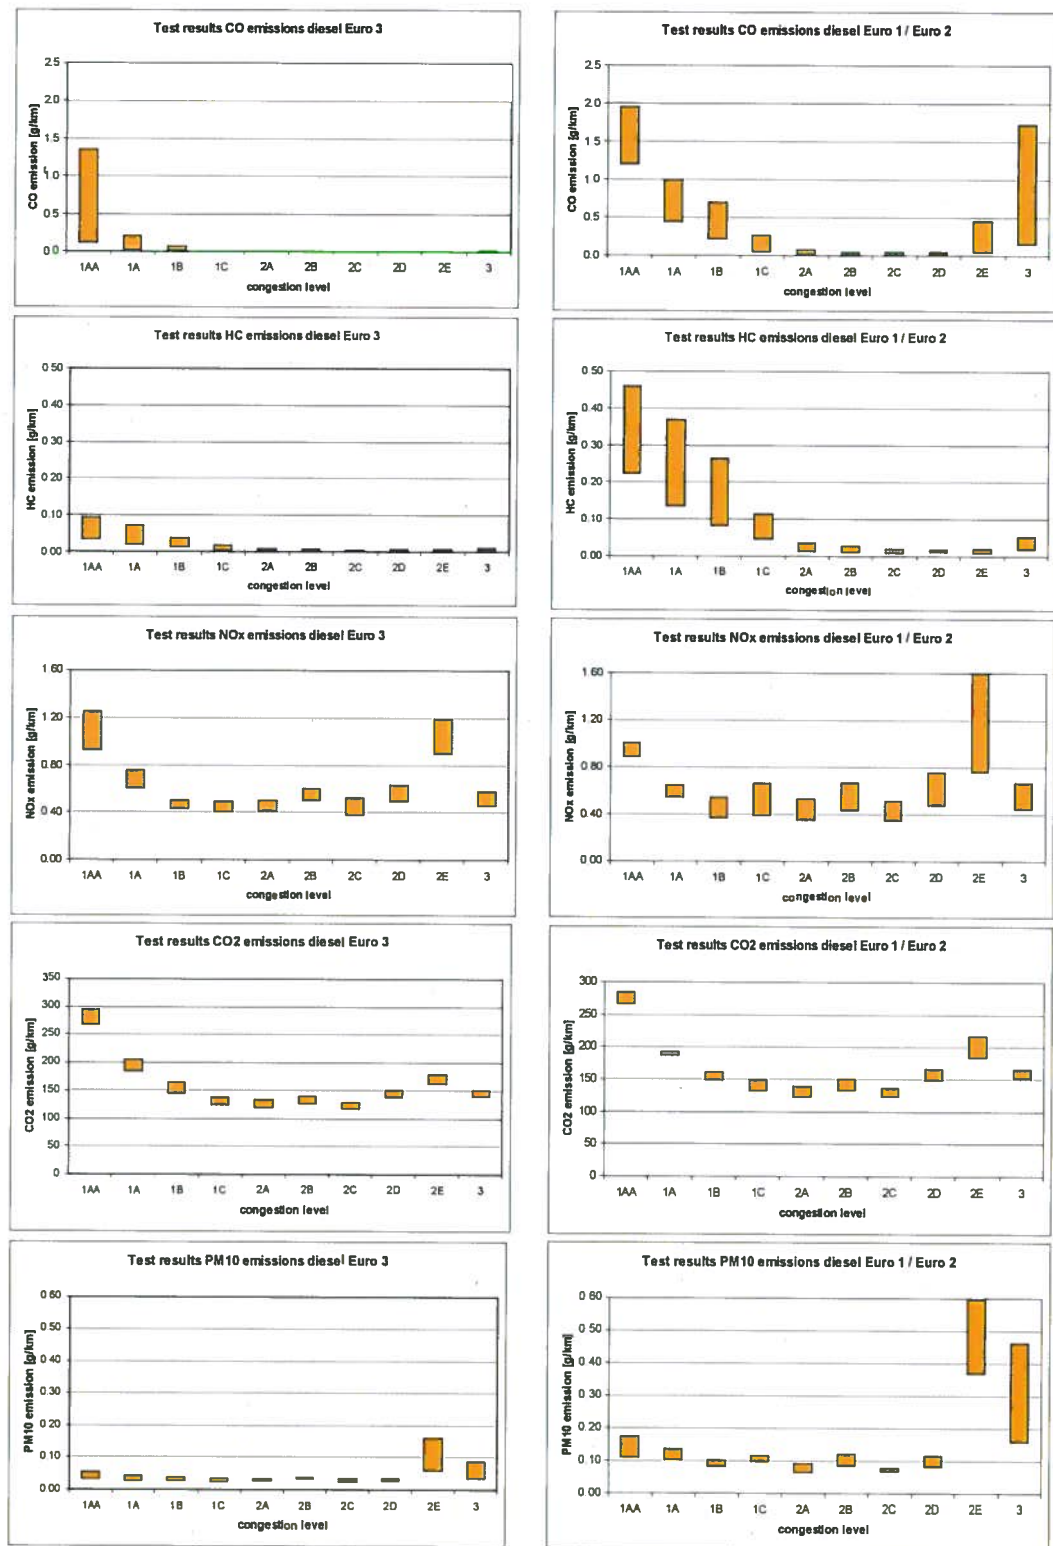 Test results CO emissions diesel Euro 3
CO emission [g/km]
2.5
2.0
1.5
1.0
0.5
0.0
1AA 1A 1B 1C 2A 2B 2C 2D 2E 3
congestion level
Test results CO emissions diesel Euro 1 / Euro 2
CO emission [g/km]
2.5
2.0
1.5
1.0
0.5
0.0
1AA 1A 1B 1C 2A 2B 2C 2D 2E 3
congestion level
Test results HC emissions diesel Euro 3
HC emission [g/km]
0.50
0.40
0.30
0.20
0.10
0.00
1AA 1A 1B 1C 2A 2B 2C 2D 2E 3
congestion level
Test results HC emissions diesel Euro 1 / Euro 2
HC emission [g/km]
0.50
0.40
0.30
0.20
0.10
0.00
1AA 1A 1B 1C 2A 2B 2C 2D 2E 3
congestion level
Test results NOx emissions diesel Euro 3
NOx emission [g/km]
1.60
1.20
0.80
0.40
0.00
1AA 1A 1B 1C 2A 2B 2C 2D 2E 3
congestion level
Test results NOx emissions diesel Euro 1 / Euro 2
NOx emission [g/km]
1.60
1.20
0.80
0.40
0.00
1AA 1A 1B 1C 2A 2B 2C 2D 2E 3
congestion level
Test results CO2 emissions diesel Euro 3
CO2 emission [g/km]
350
300
250
200
150
100
50
0
1AA 1A 1B 1C 2A 2B 2C 2D 2E 3
congestion level
Test results CO2 emissions diesel Euro 1 / Euro 2
CO2 emission [g/km]
300
250
200
150
100
50
0
1AA 1A 1B 1C 2A 2B 2C 2D 2E 3
congestion level
Test results PM10 emissions diesel Euro 3
PM10 emission [g/km]
0.60
0.50
0.40
0.30
0.20
0.10
0.00
1AA 1A 1B 1C 2A 2B 2C 2D 2E 3
congestion level
Test results PM10 emissions diesel Euro 1 / Euro 2
PM10 emission [g/km]
0.60
0.50
0.40
0.30
0.20
0.10
0.00
1AA 1A 1B 1C 2A 2B 2C 2D 2E 3
congestion level